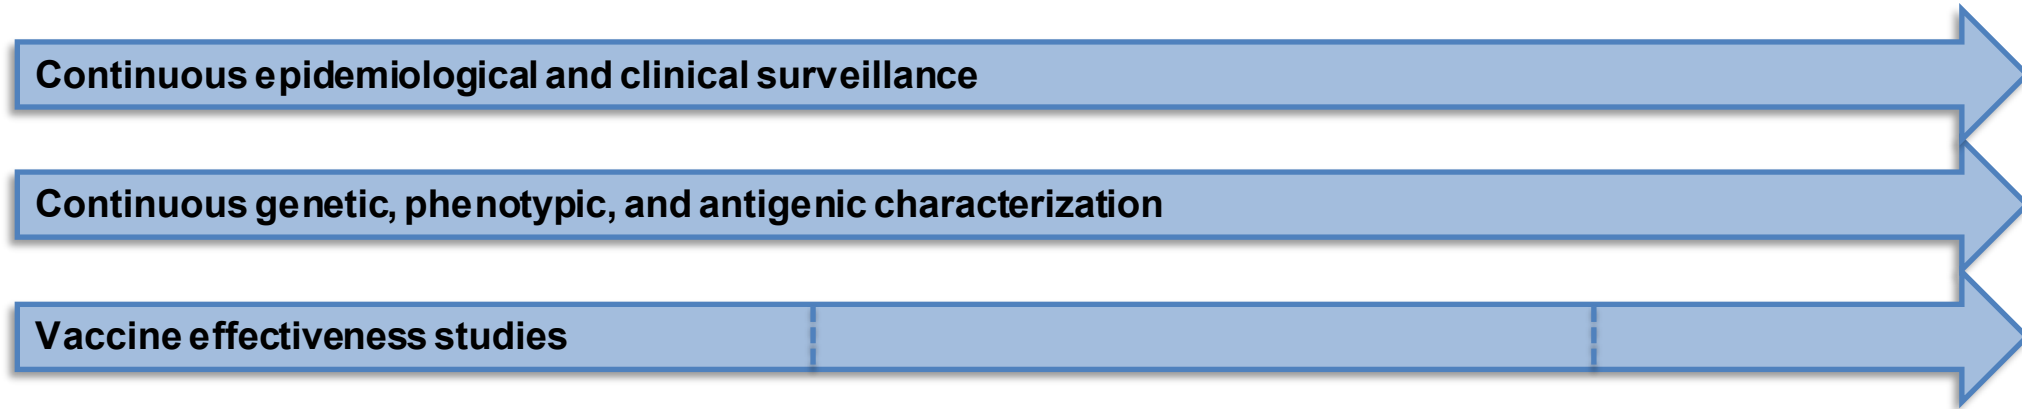 Continuous epidemiological and clinical surveillance
Continuous genetic, phenotypic, and antigenic characterization
Vaccine effectiveness studies